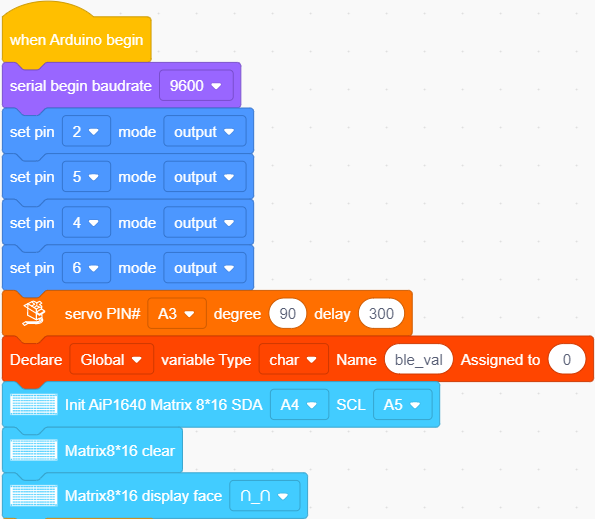 when Arduino begin
serial begin baudrate 9600
set pin 2 mode output
set pin 5 mode output
set pin 4 mode output
set pin 6 mode output
servo PIN# A3 degree 90 delay 300
Declare Global variable Type char Name ble_val Assigned to 0
Init AiP1640 Matrix 8*16 SDA A4 SCL A5
Matrix8*16 clear
Matrix8*16 display face ∩_∩